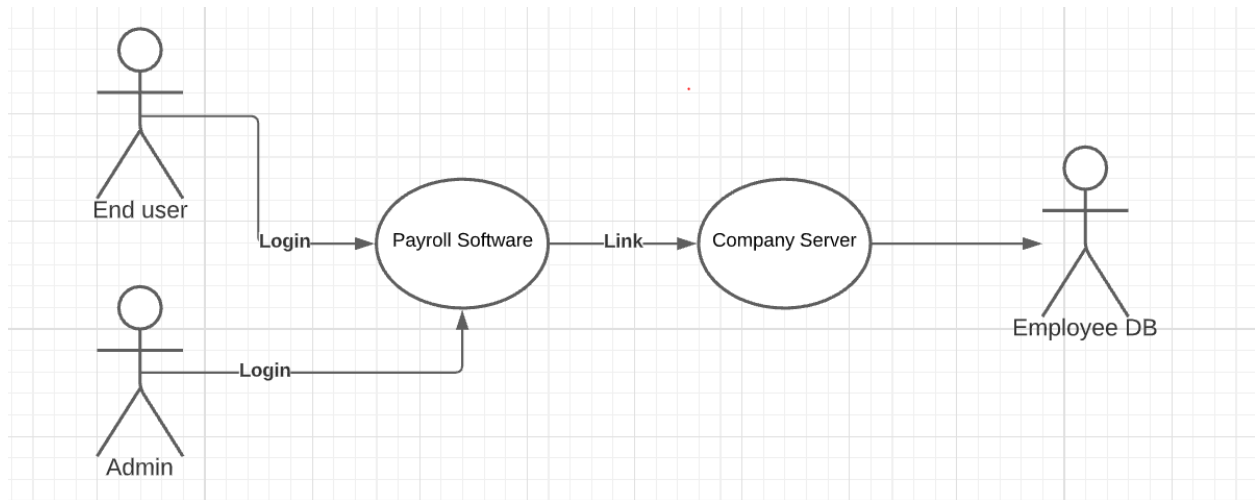 End user
Login
Payroll Software
Link
Company Server
Login
Admin
Employee DB